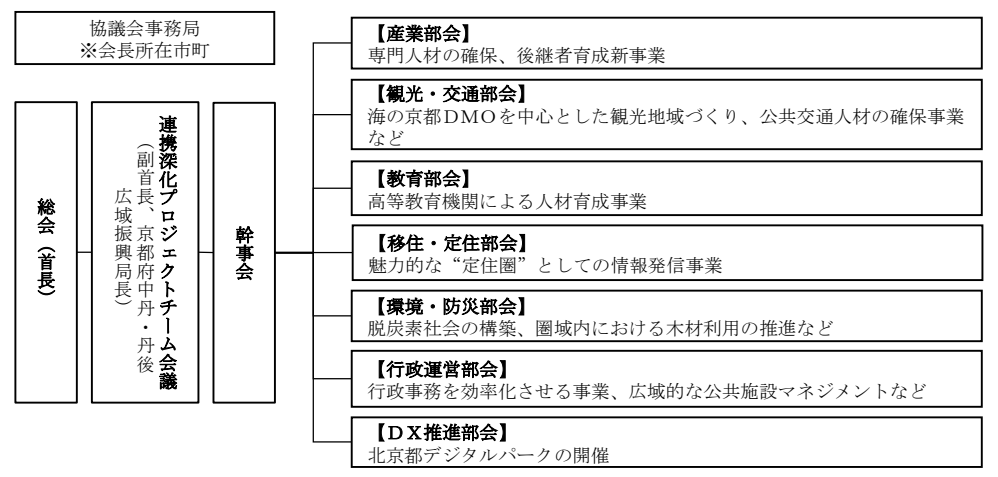 協議会事務局
※会長所在市町
総会（首長）
連携深化プロジェクトチーム会議
（副首長、京都府中丹・丹後
広域振興局長）
幹事会
【産業部会】
専門人材の確保、後継者育成新事業
【観光・交通部会】
海の京都ＤＭＯを中心とした観光地域づくり、公共交通人材の確保事業
など
【教育部会】
高等教育機関による人材育成事業
【移住・定住部会】
魅力的な“定住圏”としての情報発信事業
【環境・防災部会】
脱炭素社会の構築、圏域内における木材利用の推進など
【行政運営部会】
行政事務を効率化させる事業、広域的な公共施設マネジメントなど
【ＤＸ推進部会】
北京都デジタルパークの開催